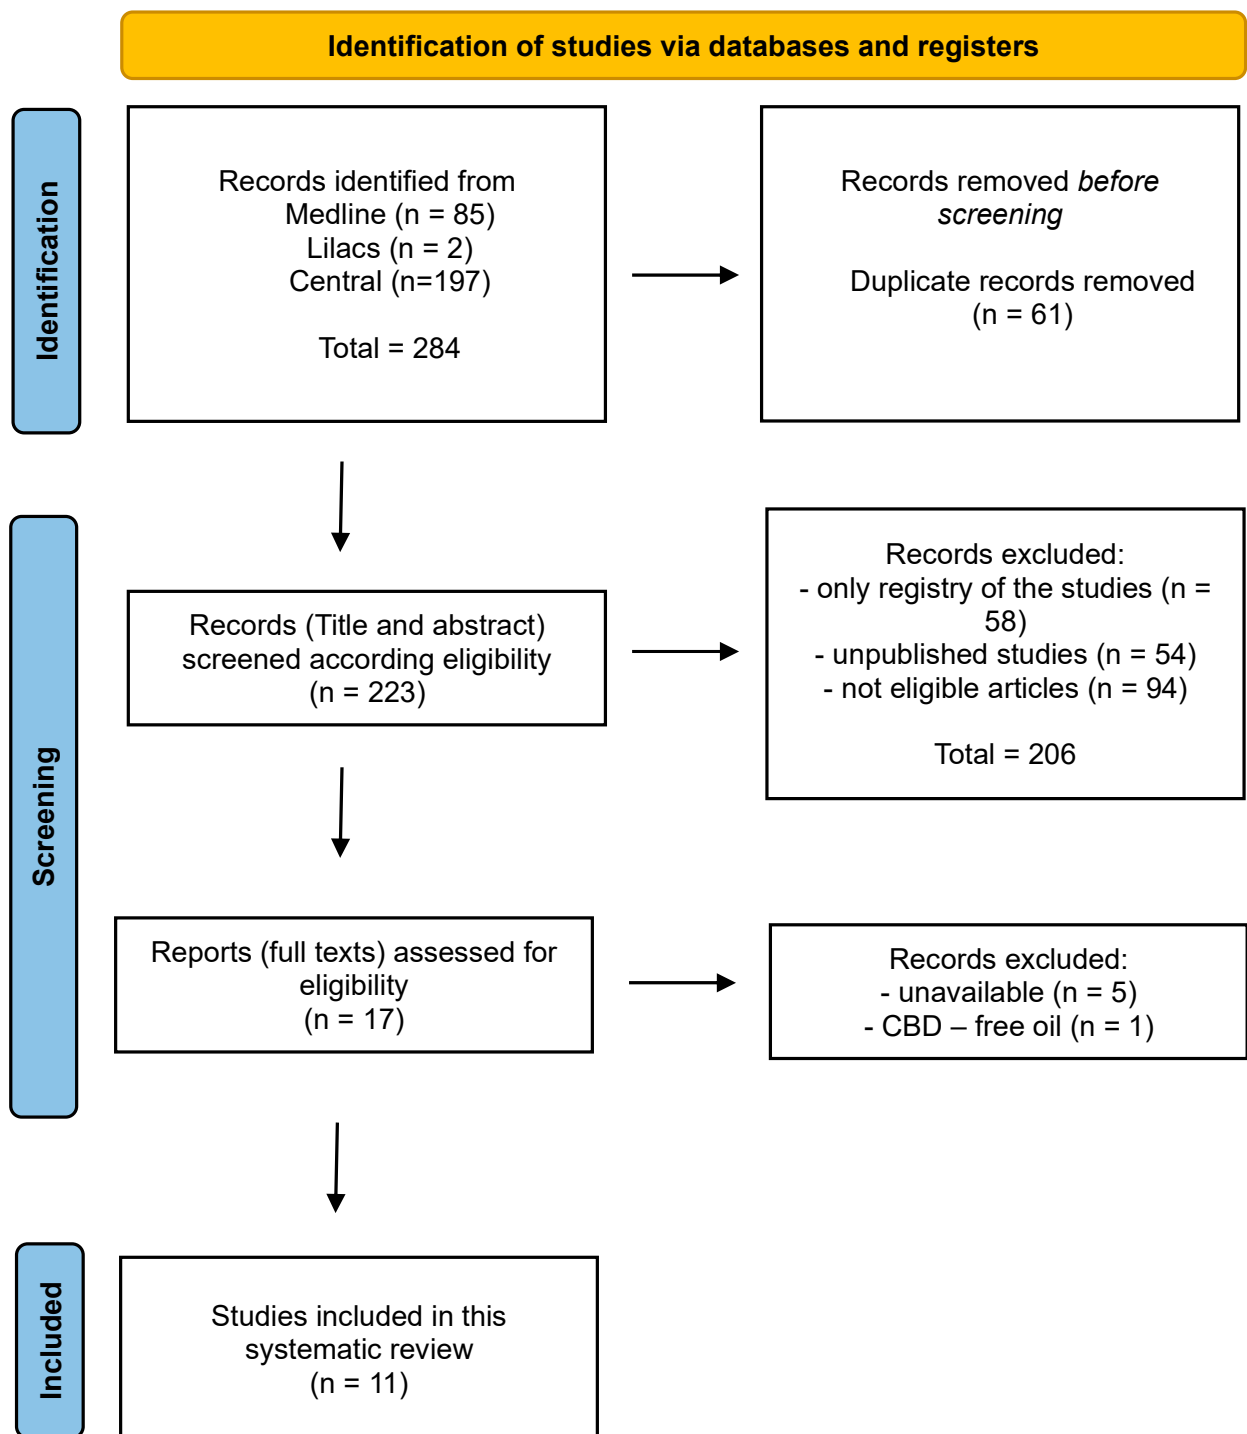 Identification of studies via databases and registers
Identification
Records identified from
Medline (n = 85)
Lilacs (n = 2)
Central (n=197)
Total = 284
Records removed before
screening
Duplicate records removed
(n = 61)
Screening
Records (Title and abstract)
screened according eligibility
(n = 223)
Records excluded:
- only registry of the studies (n =
58)
- unpublished studies (n = 54)
- not eligible articles (n = 94)
Total = 206
Reports (full texts) assessed for
eligibility
(n = 17)
Records excluded:
- unavailable (n = 5)
- CBD – free oil (n = 1)
Included
Studies included in this
systematic review
(n = 11)